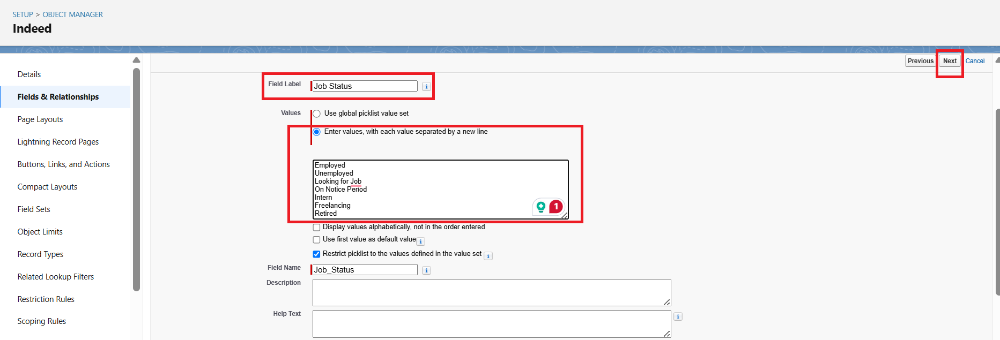 SETUP > OBJECT MANAGER
Indeed
Details
Fields & Relationships
Page Layouts
Lightning Record Pages
Buttons, Links, and Actions
Compact Layouts
Field Sets
Object Limits
Record Types
Related Lookup Filters
Restriction Rules
Scoping Rules
Previous Next Cancel
Field Label Job Status i
Values Use global picklist value set
Enter values, with each value separated by a new line
Employed
Unemployed
Looking for Job
On Notice Period
Intern
Freelancing
Retired
1
Display values alphabetically, not in the order entered
Use first value as default value i
Restrict picklist to the values defined in the value set i
Field Name Job_Status i
Description
Help Text i